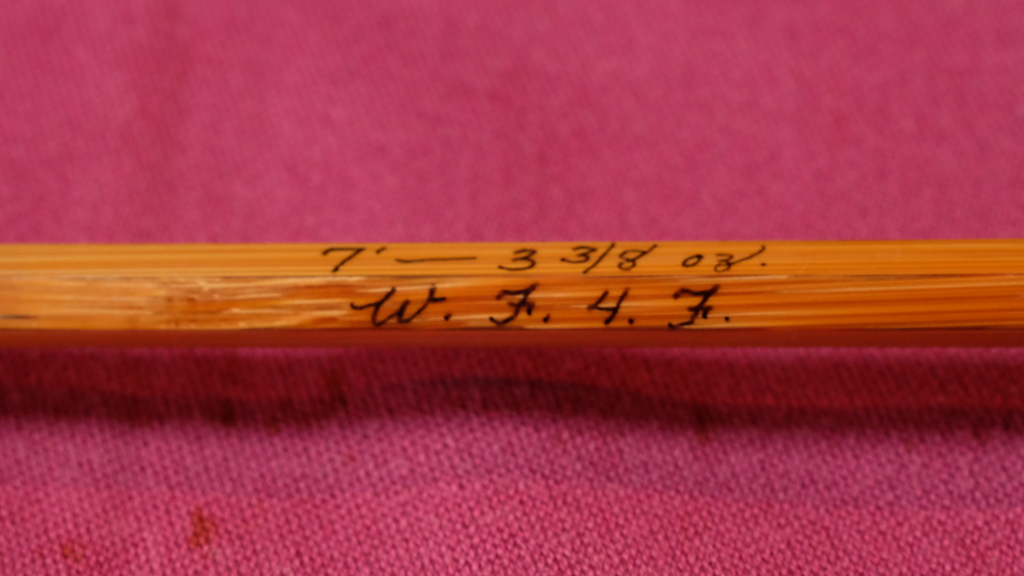 7' — 3 3/8 oz.
W. F. 4. F.